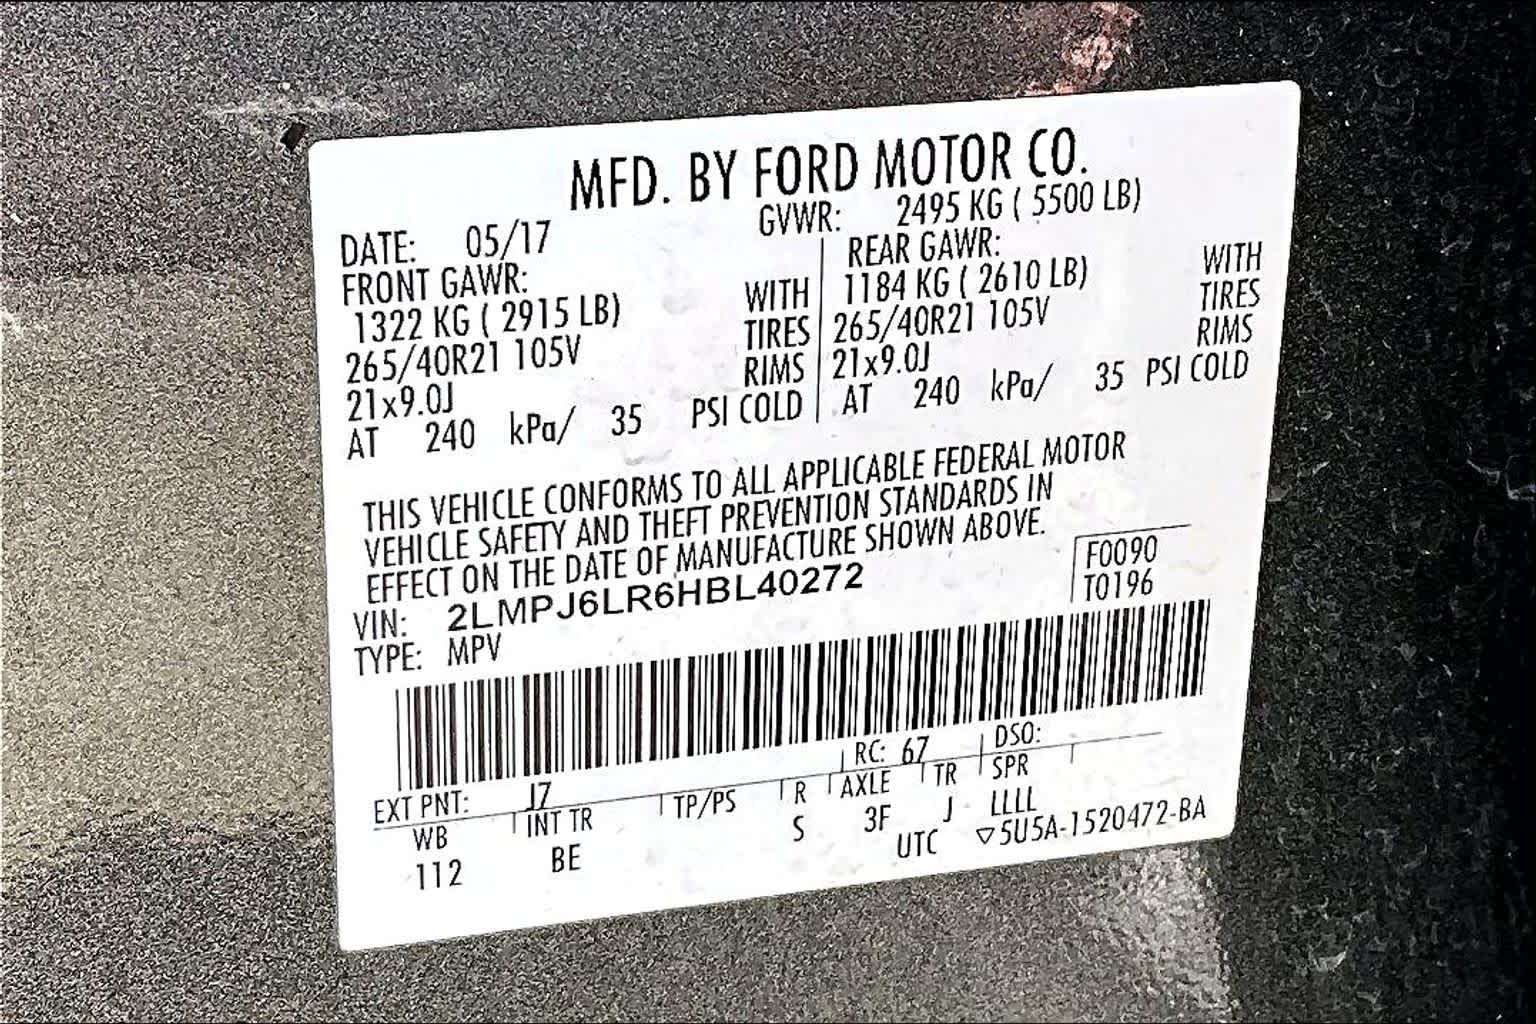 MFD. BY FORD MOTOR CO.
DATE: 05/17 GVWR: 2495 KG ( 5500 LB)
FRONT GAWR: REAR GAWR:
1322 KG ( 2915 LB) WITH 1184 KG ( 2610 LB) WITH
265/40R21 105V TIRES 265/40R21 105V TIRES
21x9.0J RIMS 21x9.0J RIMS
AT 240 kPa/ 35 PSI COLD AT 240 kPa/ 35 PSI COLD
THIS VEHICLE CONFORMS TO ALL APPLICABLE FEDERAL MOTOR
VEHICLE SAFETY AND THEFT PREVENTION STANDARDS IN
EFFECT ON THE DATE OF MANUFACTURE SHOWN ABOVE.
F0090
VIN: 2LMPJ6LR6HBL40272 T0196
TYPE: MPV
EXT PNT: J7 RC: 67 DSO:
WB INT TR TP/PS R AXLE TR SPR
112 BE S 3F J LLLL
UTC ▽5U5A-1520472-BA